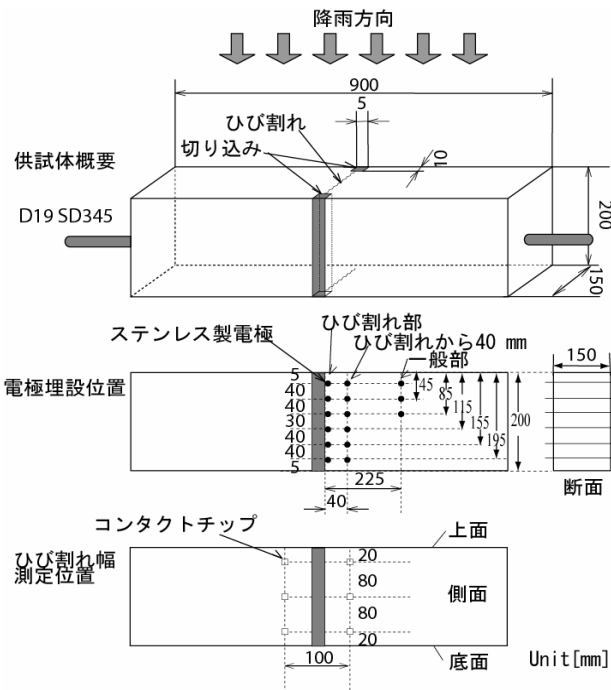 降雨方向
900
5
ひび割れ
切り込み
10
供試体概要
D19 SD345
200
150
ステンレス製電極
ひび割れ部
ひび割れから40 mm
一般部
電極埋設位置
5
40
40
30
40
40
5
45
85
115
155
195
200
150
225
40
断面
コンタクトチップ
上面
ひび割れ幅
測定位置
20
80
80
20
側面
100
底面
Unit[mm]